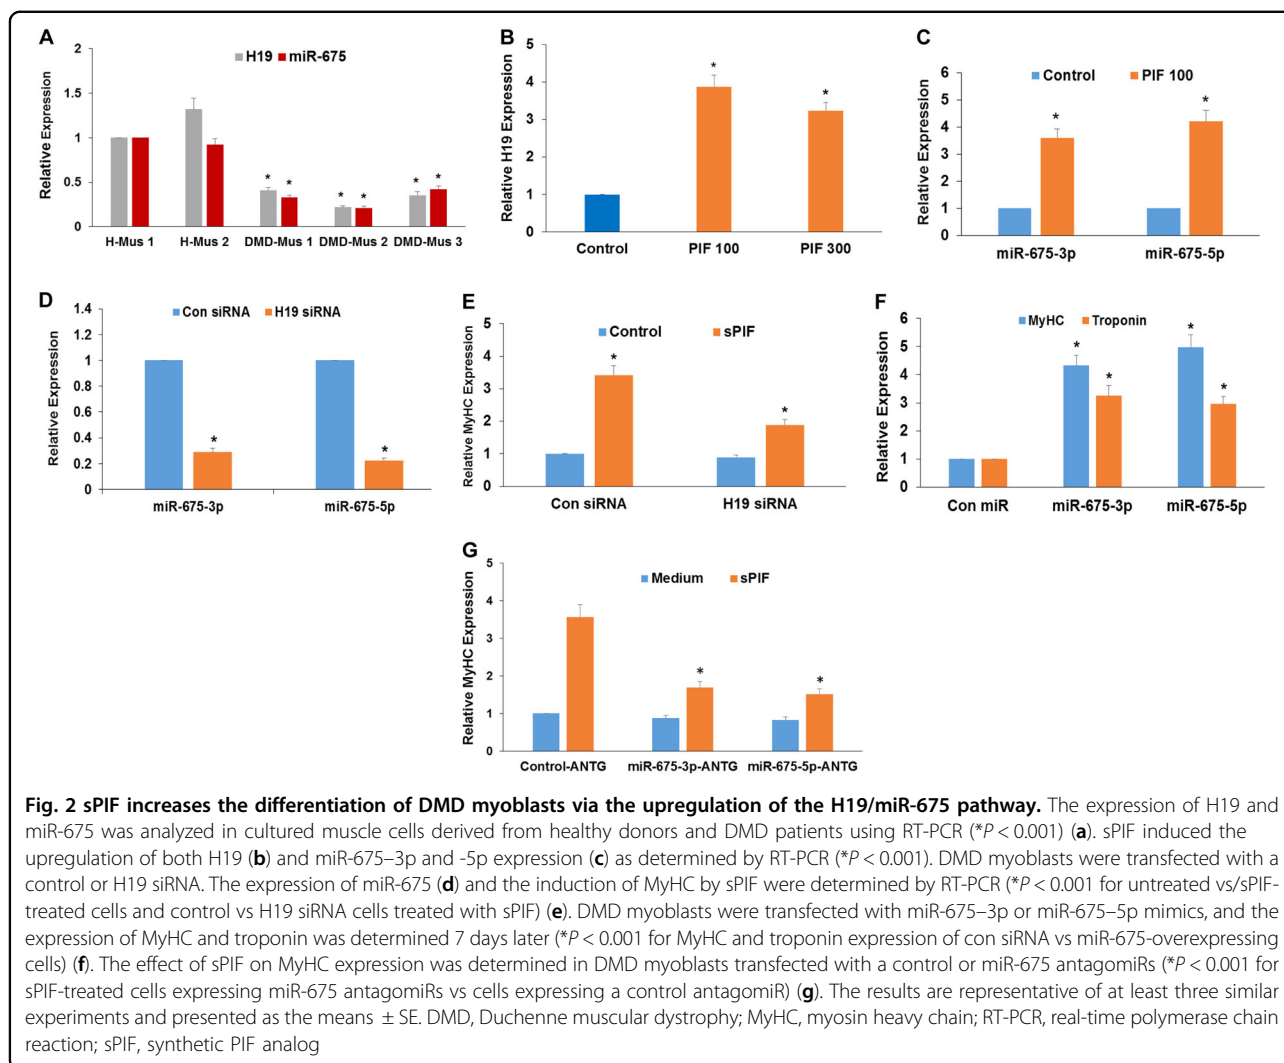 A
H19 miR-675
Relative Expression
2
1.5
1
0.5
0
* * * * * *
H-Mus 1 H-Mus 2 DMD-Mus 1 DMD-Mus 2 DMD-Mus 3
B
Relative H19 Expression
5
4
3
2
1
0
* *
Control PIF 100 PIF 300
C
Control PIF 100
Relative Expression
6
5
4
3
2
1
0
* *
miR-675-3p miR-675-5p
D
Con siRNA H19 siRNA
Relative Expression
1.4
1.2
1
0.8
0.6
0.4
0.2
0
* *
miR-675-3p miR-675-5p
E
Control sPIF
Relative MyHC Expression
5
4
3
2
1
0
* *
Con siRNA H19 siRNA
F
MyHC Troponin
Relative Expression
6
5
4
3
2
1
0
* * * *
Con miR miR-675-3p miR-675-5p
G
Medium sPIF
Relative MyHC Expression
5
4
3
2
1
0
* *
Control-ANTG miR-675-3p-ANTG miR-675-5p-ANTG
Fig. 2 sPIF increases the differentiation of DMD myoblasts via the upregulation of the H19/miR-675 pathway. The expression of H19 and
miR-675 was analyzed in cultured muscle cells derived from healthy donors and DMD patients using RT-PCR (*P < 0.001) (a). sPIF induced the
upregulation of both H19 (b) and miR-675–3p and -5p expression (c) as determined by RT-PCR (*P < 0.001). DMD myoblasts were transfected with a
control or H19 siRNA. The expression of miR-675 (d) and the induction of MyHC by sPIF were determined by RT-PCR (*P < 0.001 for untreated vs/sPIF-
treated cells and control vs H19 siRNA cells treated with sPIF) (e). DMD myoblasts were transfected with miR-675–3p or miR-675–5p mimics, and the
expression of MyHC and troponin was determined 7 days later (*P < 0.001 for MyHC and troponin expression of con siRNA vs miR-675-overexpressing
cells) (f). The effect of sPIF on MyHC expression was determined in DMD myoblasts transfected with a control or miR-675 antagomiRs (*P < 0.001 for
sPIF-treated cells expressing miR-675 antagomiRs vs cells expressing a control antagomiR) (g). The results are representative of at least three similar
experiments and presented as the means ± SE. DMD, Duchenne muscular dystrophy; MyHC, myosin heavy chain; RT-PCR, real-time polymerase chain
reaction; sPIF, synthetic PIF analog